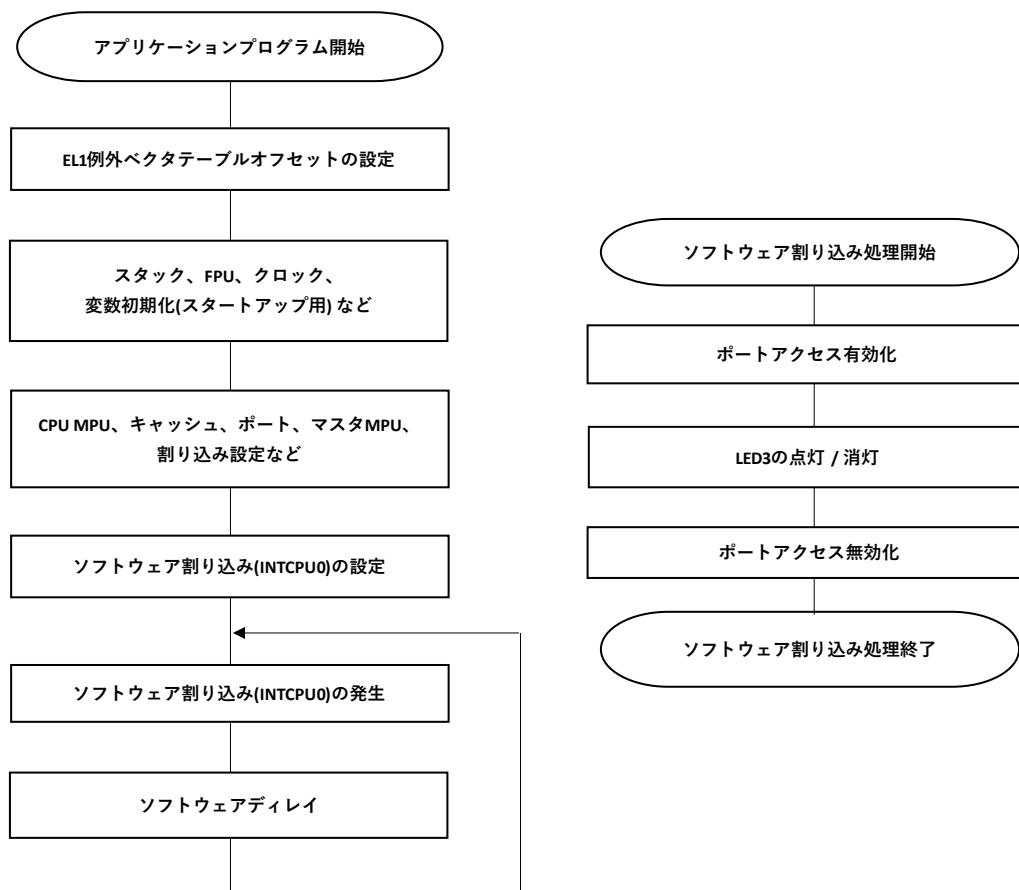 アプリケーションプログラム開始
EL1例外ベクタテーブルオフセットの設定
スタック、FPU、クロック、
変数初期化(スタートアップ用) など
CPU MPU、キャッシュ、ポート、マスタMPU、
割り込み設定など
ソフトウェア割り込み(INTCPU0)の設定
ソフトウェア割り込み(INTCPU0)の発生
ソフトウェアディレイ
ソフトウェア割り込み処理開始
ポートアクセス有効化
LED3の点灯 / 消灯
ポートアクセス無効化
ソフトウェア割り込み処理終了